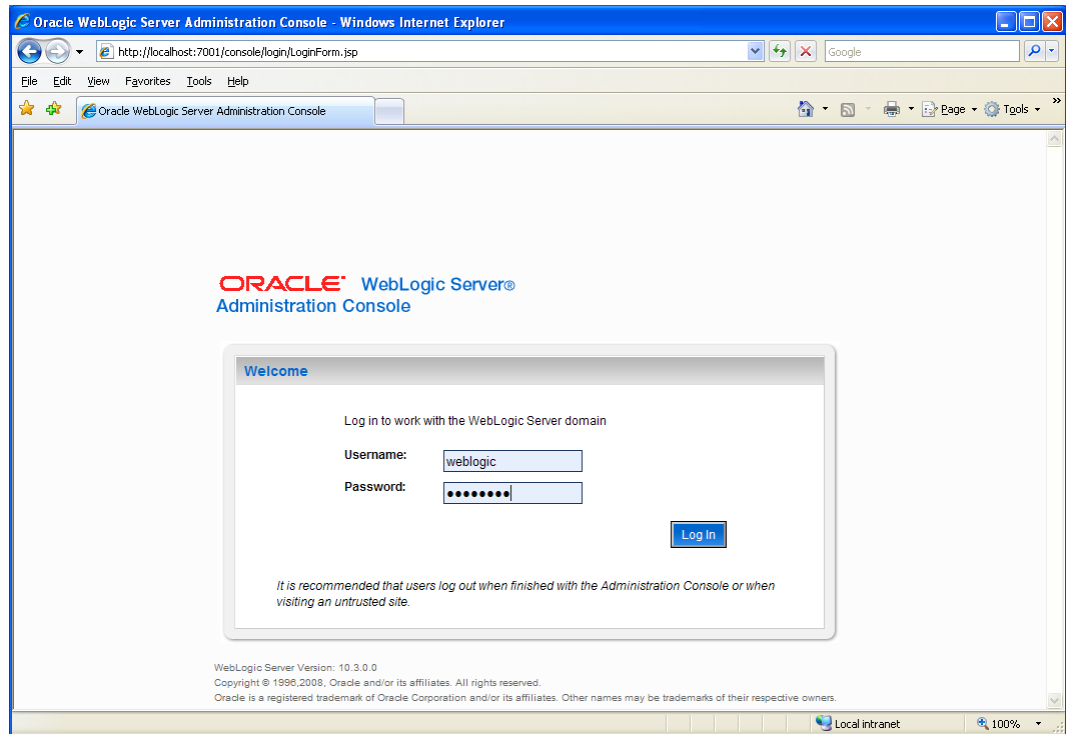 Oracle WebLogic Server Administration Console - Windows Internet Explorer
http://localhost:7001/console/login/LoginForm.jsp
Google
File Edit View Favorites Tools Help
Oracle WebLogic Server Administration Console
Page Tools »
ORACLE WebLogic Server®
Administration Console
Welcome
Log in to work with the WebLogic Server domain
Username: weblogic
Password: ••••••••
Log In
It is recommended that users log out when finished with the Administration Console or when
visiting an untrusted site.
WebLogic Server Version: 10.3.0.0
Copyright © 1996,2008, Oracle and/or its affiliates. All rights reserved.
Oracle is a registered trademark of Oracle Corporation and/or its affiliates. Other names may be trademarks of their respective owners.
Local intranet 100%